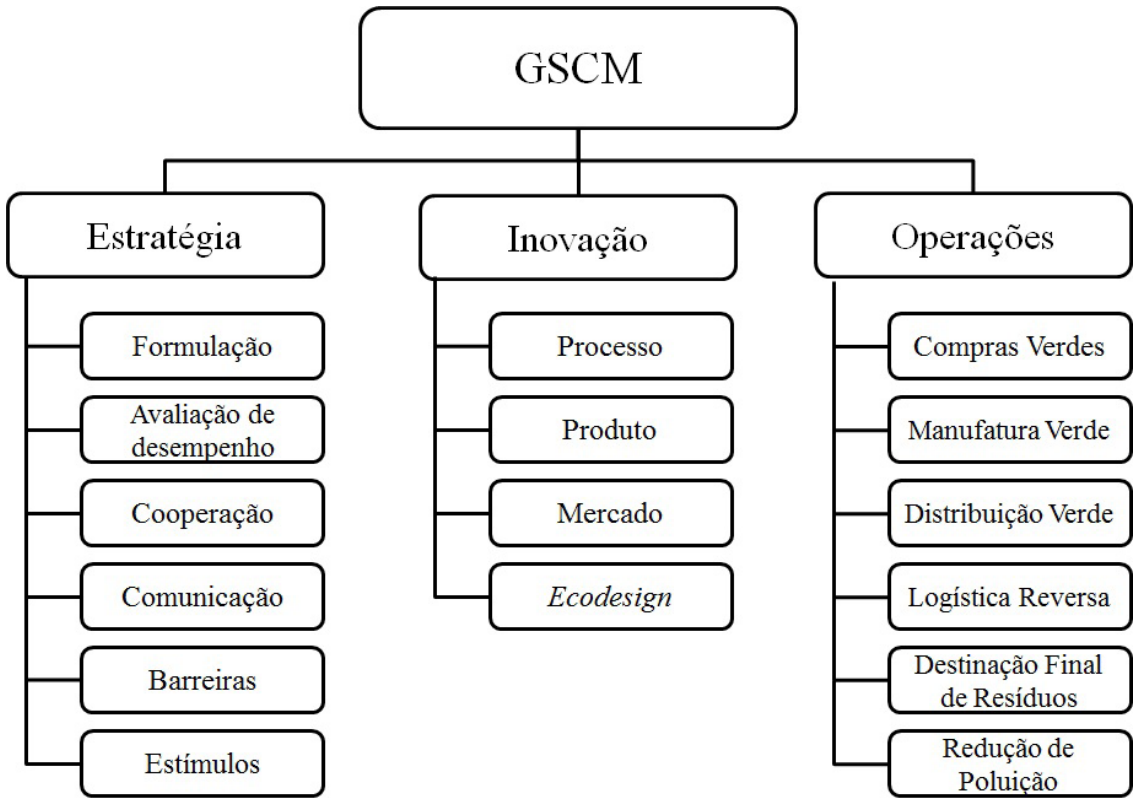 GSCM
Estratégia
Formulação
Avaliação de
desempenho
Cooperação
Comunicação
Barreiras
Estímulos
Inovação
Processo
Produto
Mercado
Ecodesign
Operações
Compras Verdes
Manufatura Verde
Distribuição Verde
Logística Reversa
Destinação Final
de Resíduos
Redução de
Poluição